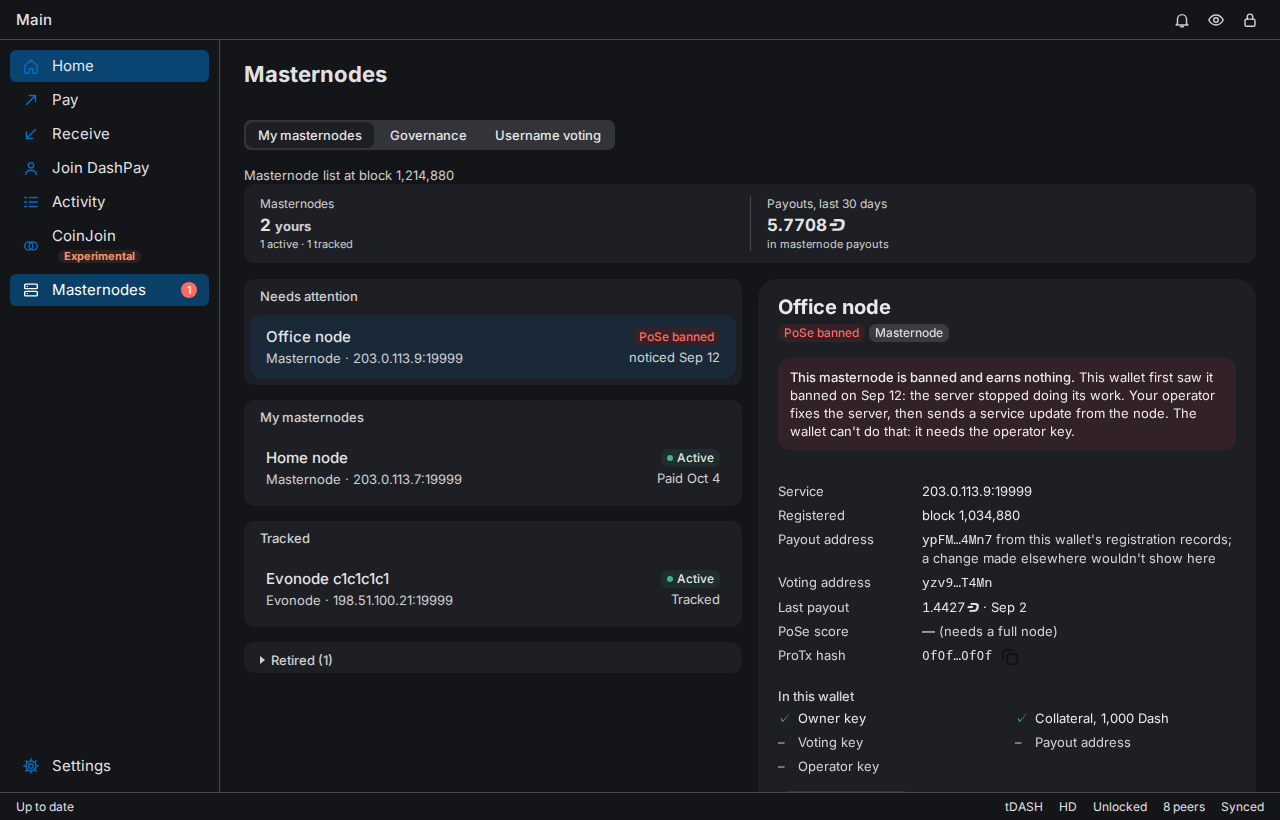 Main
Home
Pay
Receive
Join DashPay
Activity
CoinJoin
Experimental
Masternodes 1
Settings
Masternodes
My masternodes Governance Username voting
Masternode list at block 1,214,880
Masternodes
2 yours
1 active · 1 tracked
Payouts, last 30 days
5.7708
in masternode payouts
Needs attention
Office node PoSe banned
Masternode · 203.0.113.9:19999 noticed Sep 12
My masternodes
Home node Active
Masternode · 203.0.113.7:19999 Paid Oct 4
Tracked
Evonode c1c1c1c1 Active
Evonode · 198.51.100.21:19999 Tracked
Retired (1)
Office node
PoSe banned Masternode
This masternode is banned and earns nothing. This wallet first saw it
banned on Sep 12: the server stopped doing its work. Your operator
fixes the server, then sends a service update from the node. The
wallet can't do that: it needs the operator key.
Service 203.0.113.9:19999
Registered block 1,034,880
Payout address ypFM…4Mn7 from this wallet's registration records;
a change made elsewhere wouldn't show here
Voting address yzv9…T4Mn
Last payout 1.4427 · Sep 2
PoSe score — (needs a full node)
ProTx hash 0f0f…0f0f
In this wallet
✓ Owner key ✓ Collateral, 1,000 Dash
– Voting key – Payout address
– Operator key
Up to date tDASH HD Unlocked 8 peers Synced